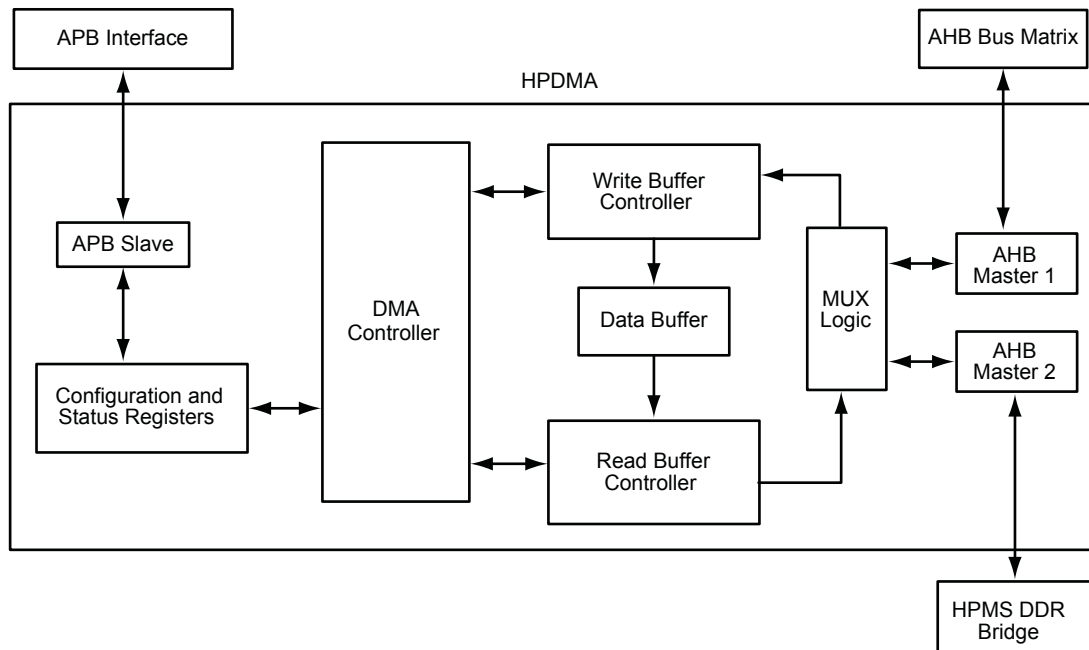 APB Interface
AHB Bus Matrix
HPDMA
Write Buffer
Controller
APB Slave
AHB
Master 1
DMA
Controller
Data Buffer
MUX
Logic
AHB
Master 2
Configuration and
Status Registers
Read Buffer
Controller
HPMS DDR
Bridge